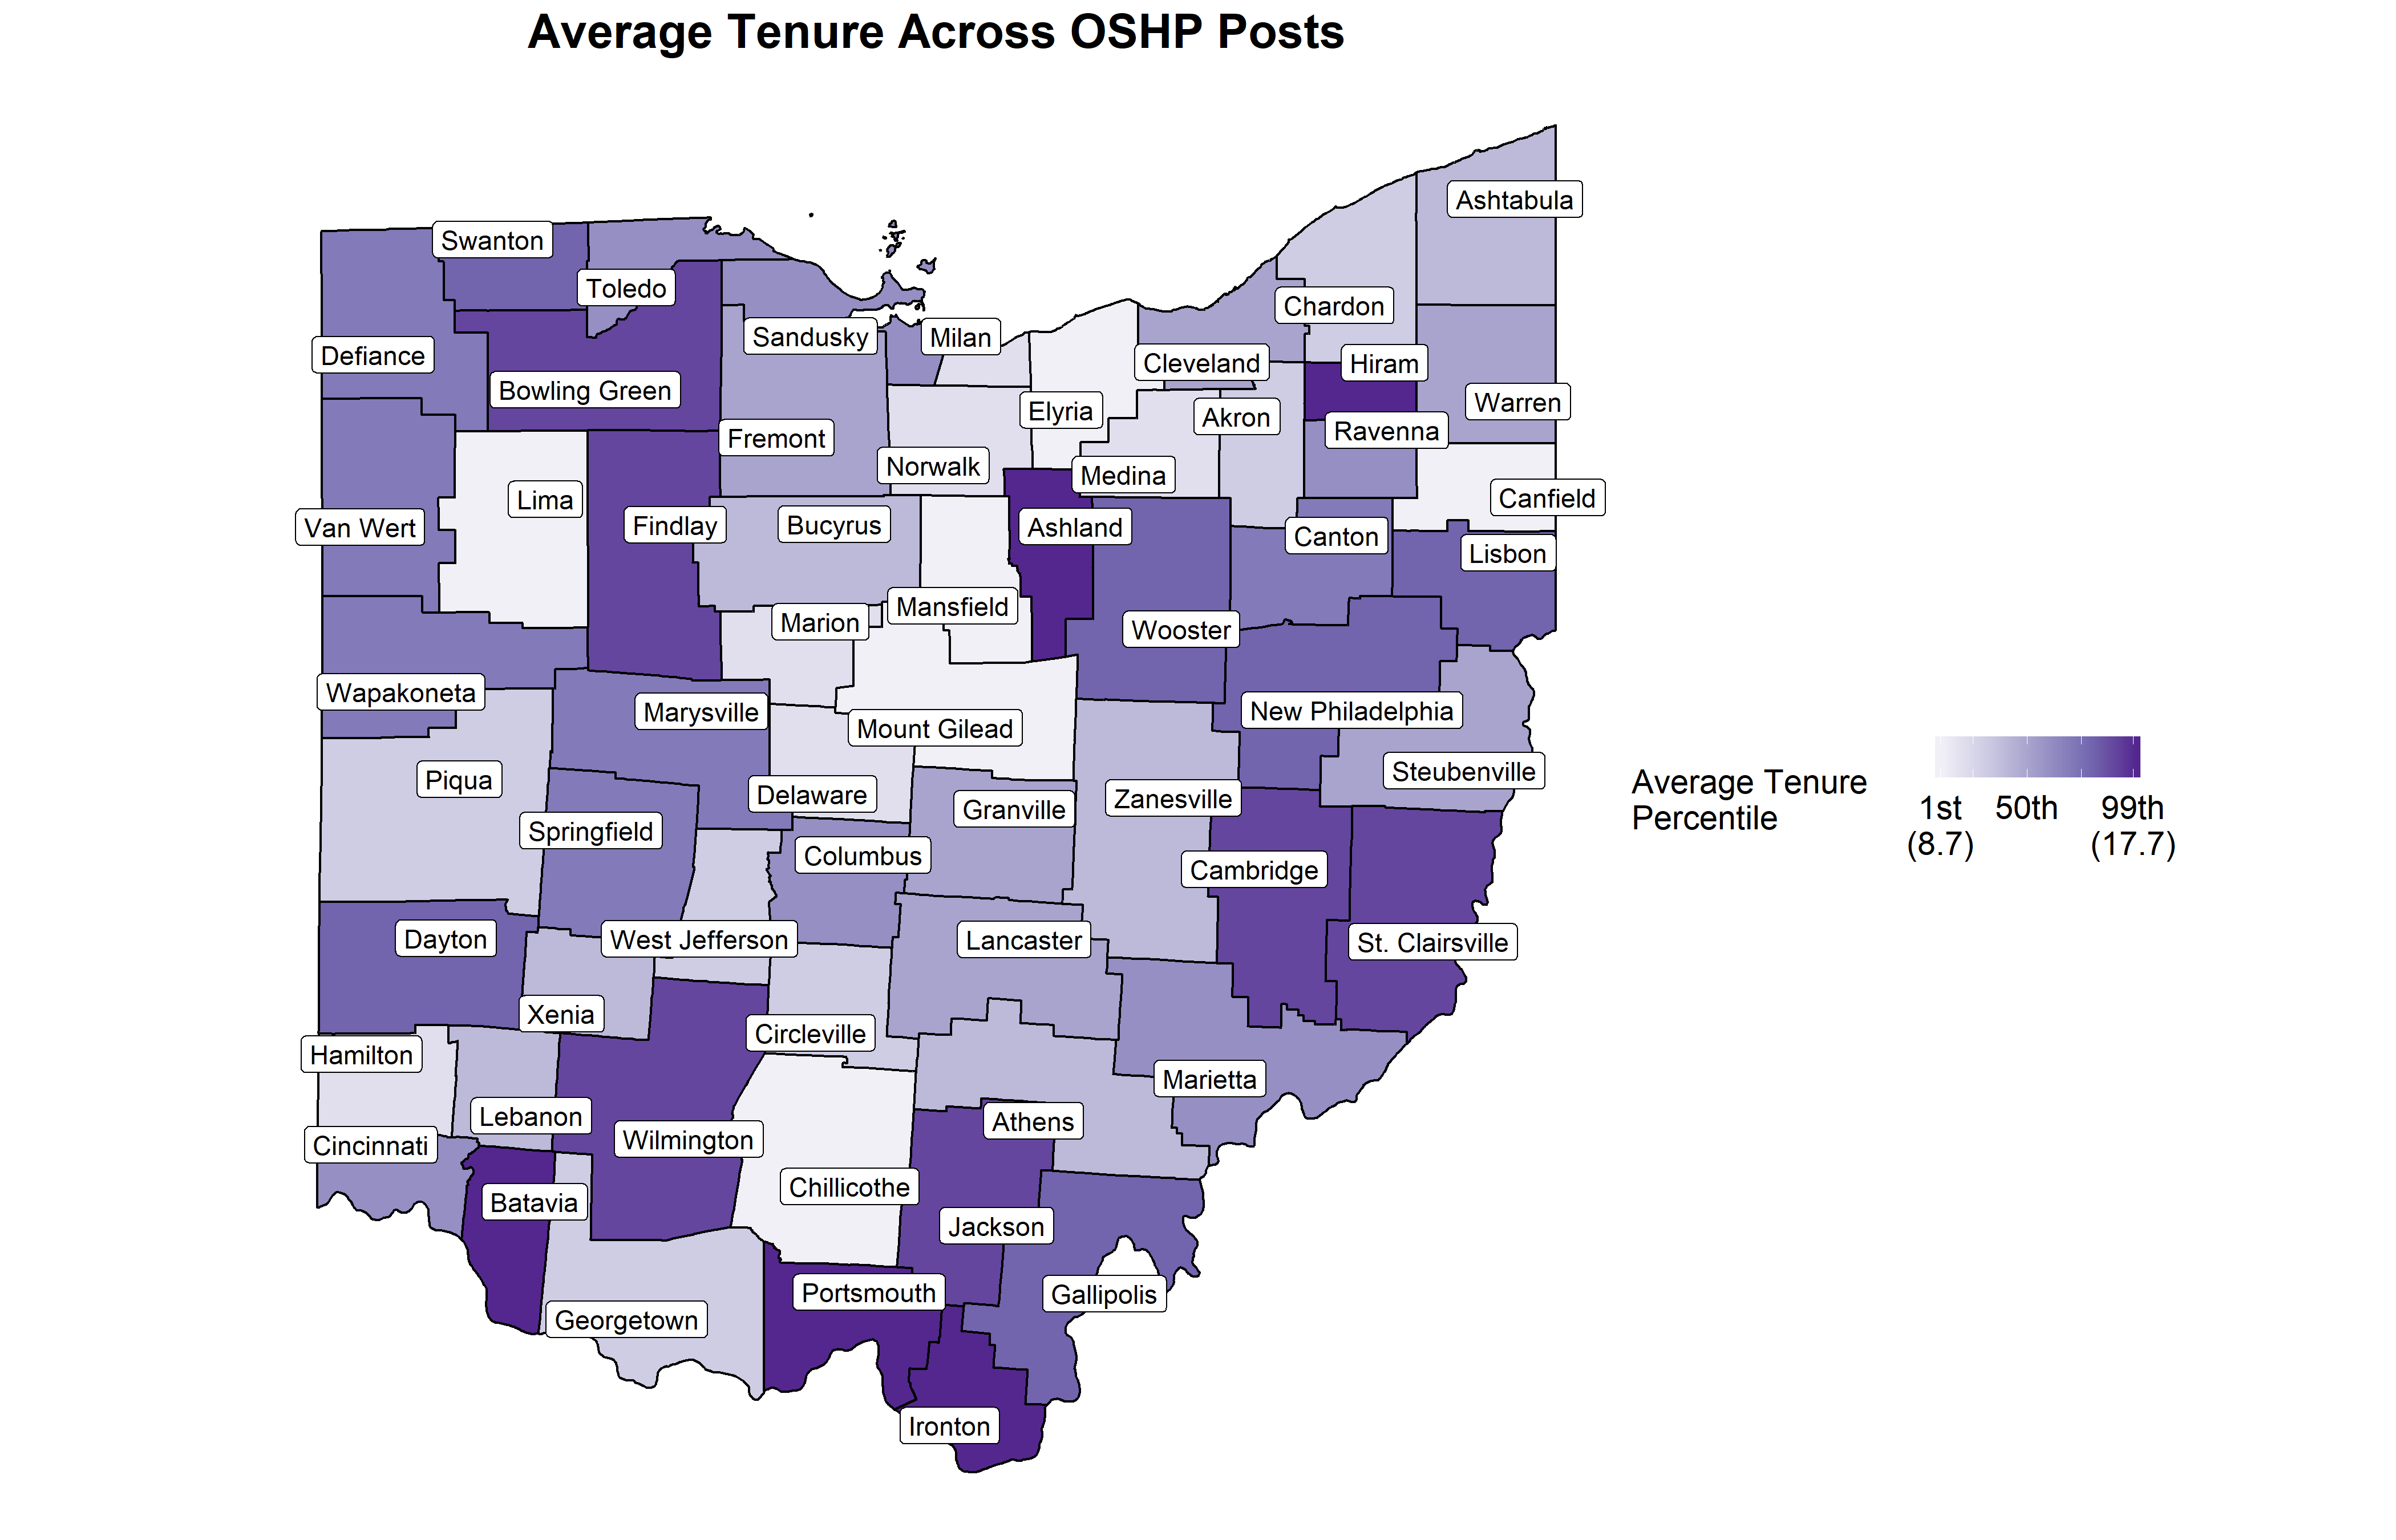 Average Tenure Across OSHP Posts
Ashtabula
Swanton
Toledo
Chardon
Sandusky
Milan
Defiance
Cleveland
Hiram
Bowling Green
Elyria
Akron
Warren
Fremont
Ravenna
Norwalk
Medina
Lima
Canfield
Van Wert
Findlay
Bucyrus
Ashland
Canton
Lisbon
Mansfield
Marion
Wooster
Wapakoneta
Marysville
Mount Gilead
New Philadelphia
Piqua
Steubenville
Delaware
Granville
Zanesville
Springfield
Columbus
Cambridge
Dayton
West Jefferson
Lancaster
St. Clairsville
Xenia
Circleville
Hamilton
Marietta
Lebanon
Athens
Cincinnati
Wilmington
Batavia
Chillicothe
Jackson
Portsmouth
Gallipolis
Georgetown
Ironton
Average Tenure
Percentile
1st 50th 99th
(8.7) (17.7)